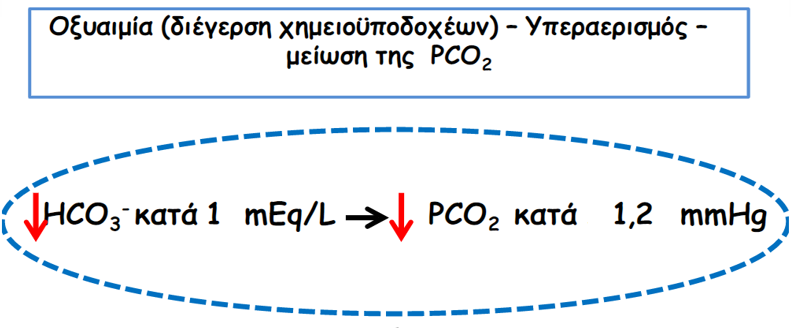 Οξυαιμία (διέγερση χημειοϋποδοχέων) – Υπεραερισμός –
μείωση της PCO₂
HCO₃⁻ κατά 1 mEq/L → PCO₂ κατά 1,2 mmHg